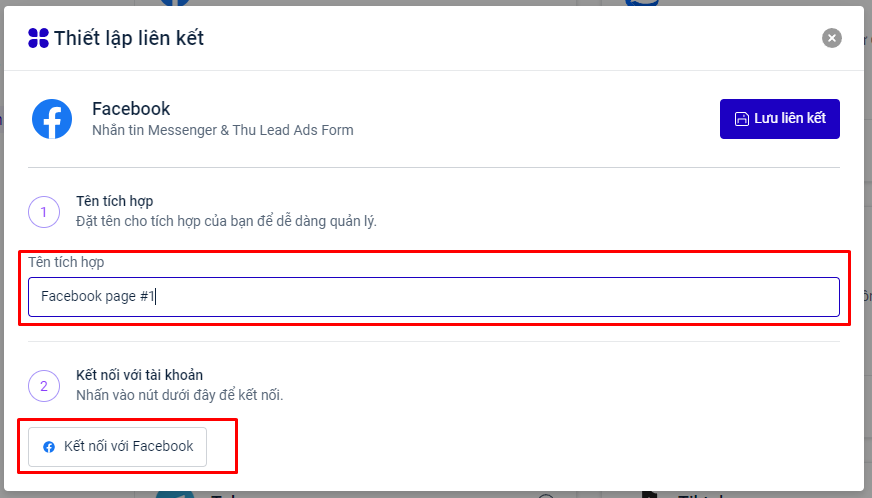 Thiết lập liên kết
Facebook
Nhắn tin Messenger & Thu Lead Ads Form
Lưu liên kết
1
Tên tích hợp
Đặt tên cho tích hợp của bạn để dễ dàng quản lý.
Tên tích hợp
Facebook page #1
2
Kết nối với tài khoản
Nhấn vào nút dưới đây để kết nối.
Kết nối với Facebook